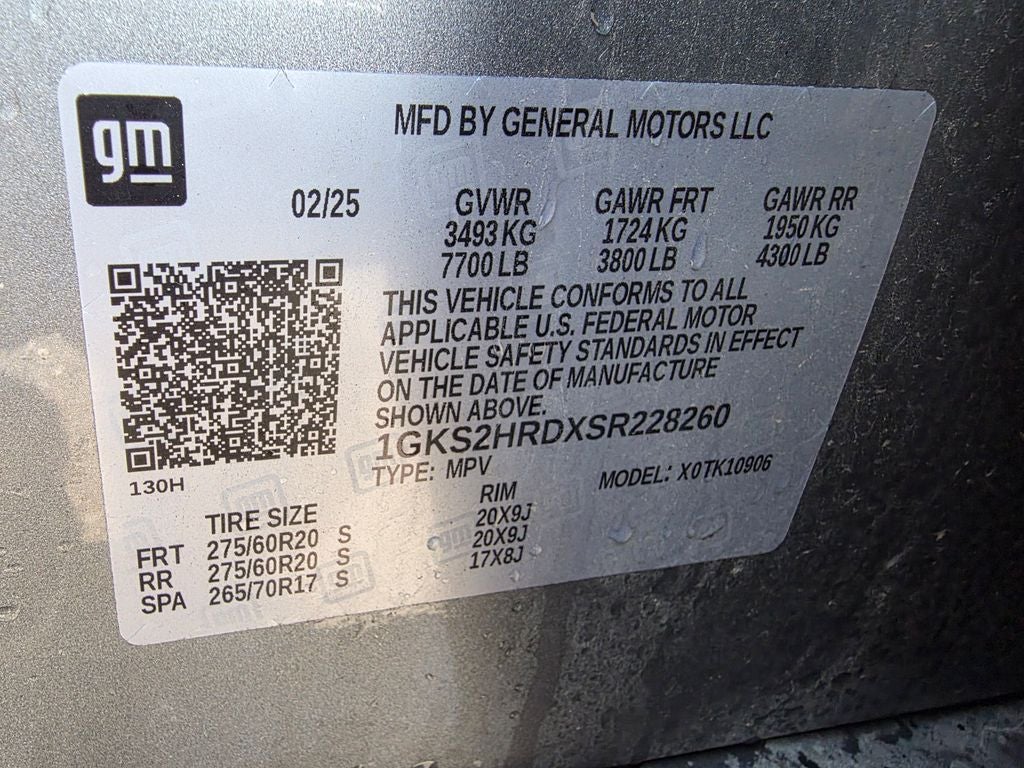 gm
MFD BY GENERAL MOTORS LLC
02/25 GVWR GAWR FRT GAWR RR
3493 KG 1724 KG 1950 KG
7700 LB 3800 LB 4300 LB
THIS VEHICLE CONFORMS TO ALL
APPLICABLE U.S. FEDERAL MOTOR
VEHICLE SAFETY STANDARDS IN EFFECT
ON THE DATE OF MANUFACTURE
SHOWN ABOVE.
1GKS2HRDXSR228260
TYPE: MPV MODEL: X0TK10906
130H
TIRE SIZE RIM
FRT 275/60R20 S 20X9J
RR 275/60R20 S 20X9J
SPA 265/70R17 S 17X8J